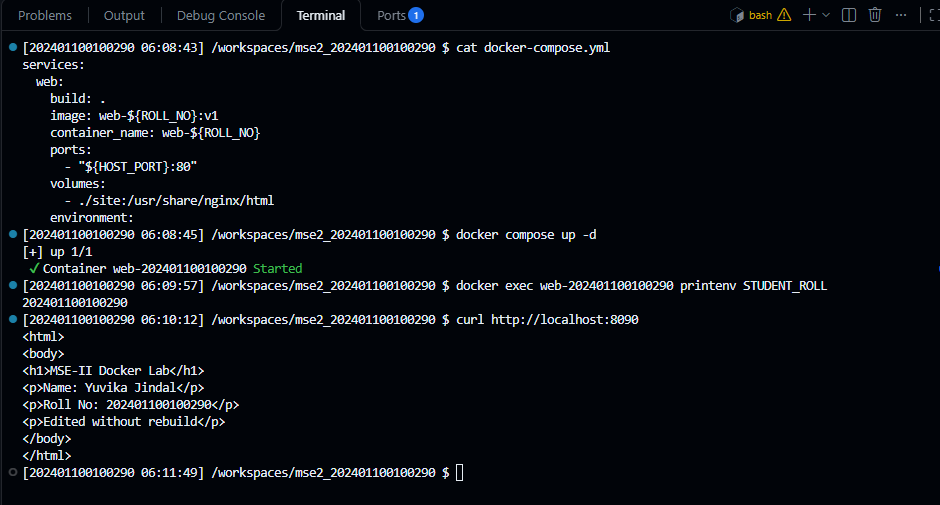 Problems Output Debug Console Terminal Ports 1 bash
[202401100100290 06:08:43] /workspaces/mse2_202401100100290 $ cat docker-compose.yml
services:
  web:
    build: .
    image: web-${ROLL_NO}:v1
    container_name: web-${ROLL_NO}
    ports:
      - "${HOST_PORT}:80"
    volumes:
      - ./site:/usr/share/nginx/html
    environment:
[202401100100290 06:08:45] /workspaces/mse2_202401100100290 $ docker compose up -d
[+] up 1/1
 ✓ Container web-202401100100290 Started
[202401100100290 06:09:57] /workspaces/mse2_202401100100290 $ docker exec web-202401100100290 printenv STUDENT_ROLL
202401100100290
[202401100100290 06:10:12] /workspaces/mse2_202401100100290 $ curl http://localhost:8090
<html>
<body>
<h1>MSE-II Docker Lab</h1>
<p>Name: Yuvika Jindal</p>
<p>Roll No: 202401100100290</p>
<p>Edited without rebuild</p>
</body>
</html>
[202401100100290 06:11:49] /workspaces/mse2_202401100100290 $